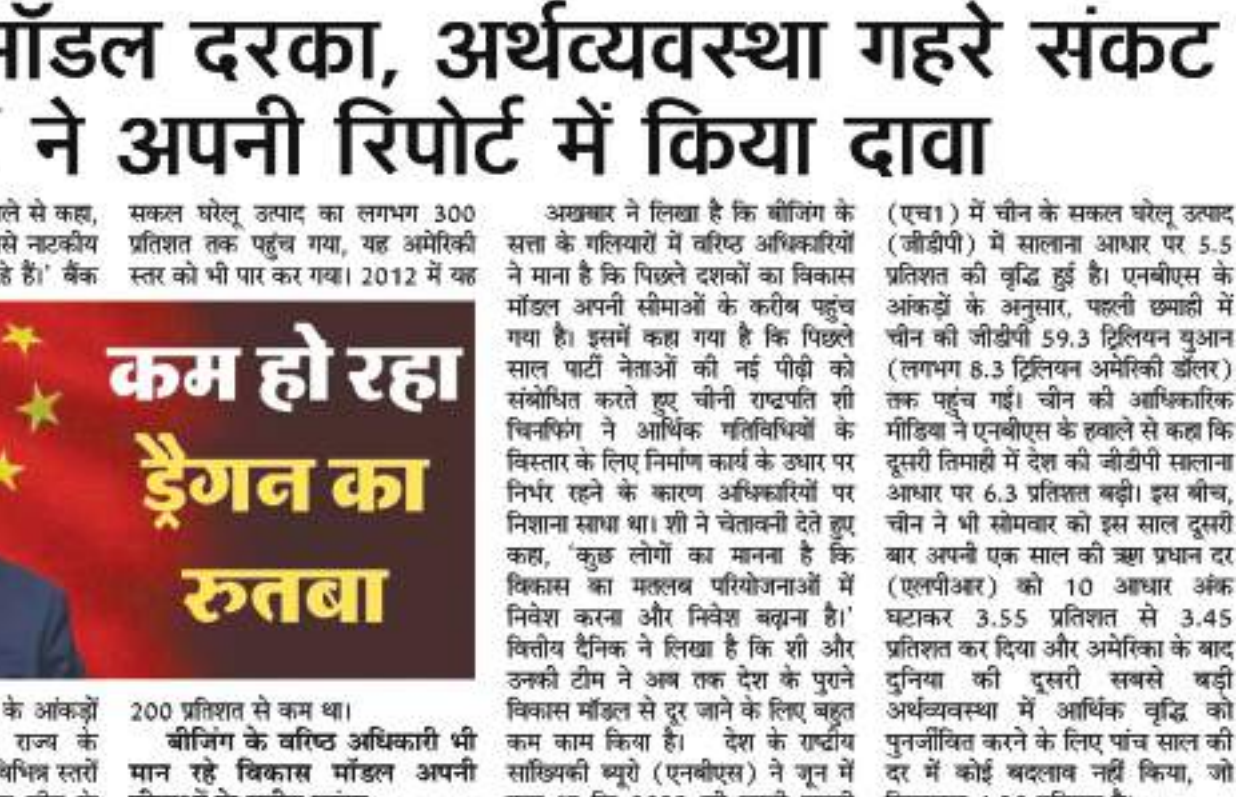 मॉडल दरका, अर्थव्यवस्था गहरे संकट
ने अपनी रिपोर्ट में किया दावा
से कहा,
से नाटकीय
हैं।' बैंक
सकल घरेलू उत्पाद का लगभग 300
प्रतिशत तक पहुंच गया, यह अमेरिकी
स्तर को भी पार कर गया। 2012 में यह
कम हो रहा
ड्रैगन का
रुतबा
के आंकड़ों
राज्य के
स्तरों
200 प्रतिशत से कम था।
बीजिंग के वरिष्ठ अधिकारी भी
मान रहे विकास मॉडल अपनी
अखबार ने लिखा है कि बीजिंग के
सत्ता के गलियारों में वरिष्ठ अधिकारियों
ने माना है कि पिछले दशकों का विकास
मॉडल अपनी सीमाओं के करीब पहुंच
गया है। इसमें कहा गया है कि पिछले
साल पार्टी नेताओं की नई पीढ़ी को
संबोधित करते हुए चीनी राष्ट्रपति शी
चिनफिंग ने आर्थिक गतिविधियों के
विस्तार के लिए निर्माण कार्य के उधार पर
निर्भर रहने के कारण अधिकारियों पर
निशाना साधा था। शी ने चेतावनी देते हुए
कहा, 'कुछ लोगों का मानना है कि
विकास का मतलब परियोजनाओं में
निवेश करना और निवेश बढ़ाना है।'
वित्तीय दैनिक ने लिखा है कि शी और
उनकी टीम ने अब तक देश के पुराने
विकास मॉडल से दूर जाने के लिए बहुत
कम काम किया है। देश के राष्ट्रीय
सांख्यिकी ब्यूरो (एनबीएस) ने जून में
(एच1) में चीन के सकल घरेलू उत्पाद
(जीडीपी) में सालाना आधार पर 5.5
प्रतिशत की वृद्धि हुई है। एनबीएस के
आंकड़ों के अनुसार, पहली छमाही में
चीन की जीडीपी 59.3 ट्रिलियन युआन
(लगभग 8.3 ट्रिलियन अमेरिकी डॉलर)
तक पहुंच गई। चीन की आधिकारिक
मीडिया ने एनबीएस के हवाले से कहा कि
दूसरी तिमाही में देश की जीडीपी सालाना
आधार पर 6.3 प्रतिशत बढ़ी। इस बीच,
चीन ने भी सोमवार को इस साल दूसरी
बार अपनी एक साल की ऋण प्रधान दर
(एलपीआर) को 10 आधार अंक
घटाकर 3.55 प्रतिशत से 3.45
प्रतिशत कर दिया और अमेरिका के बाद
दुनिया की दूसरी सबसे बड़ी
अर्थव्यवस्था में आर्थिक वृद्धि को
पुनर्जीवित करने के लिए पांच साल की
दर में कोई बदलाव नहीं किया, जो